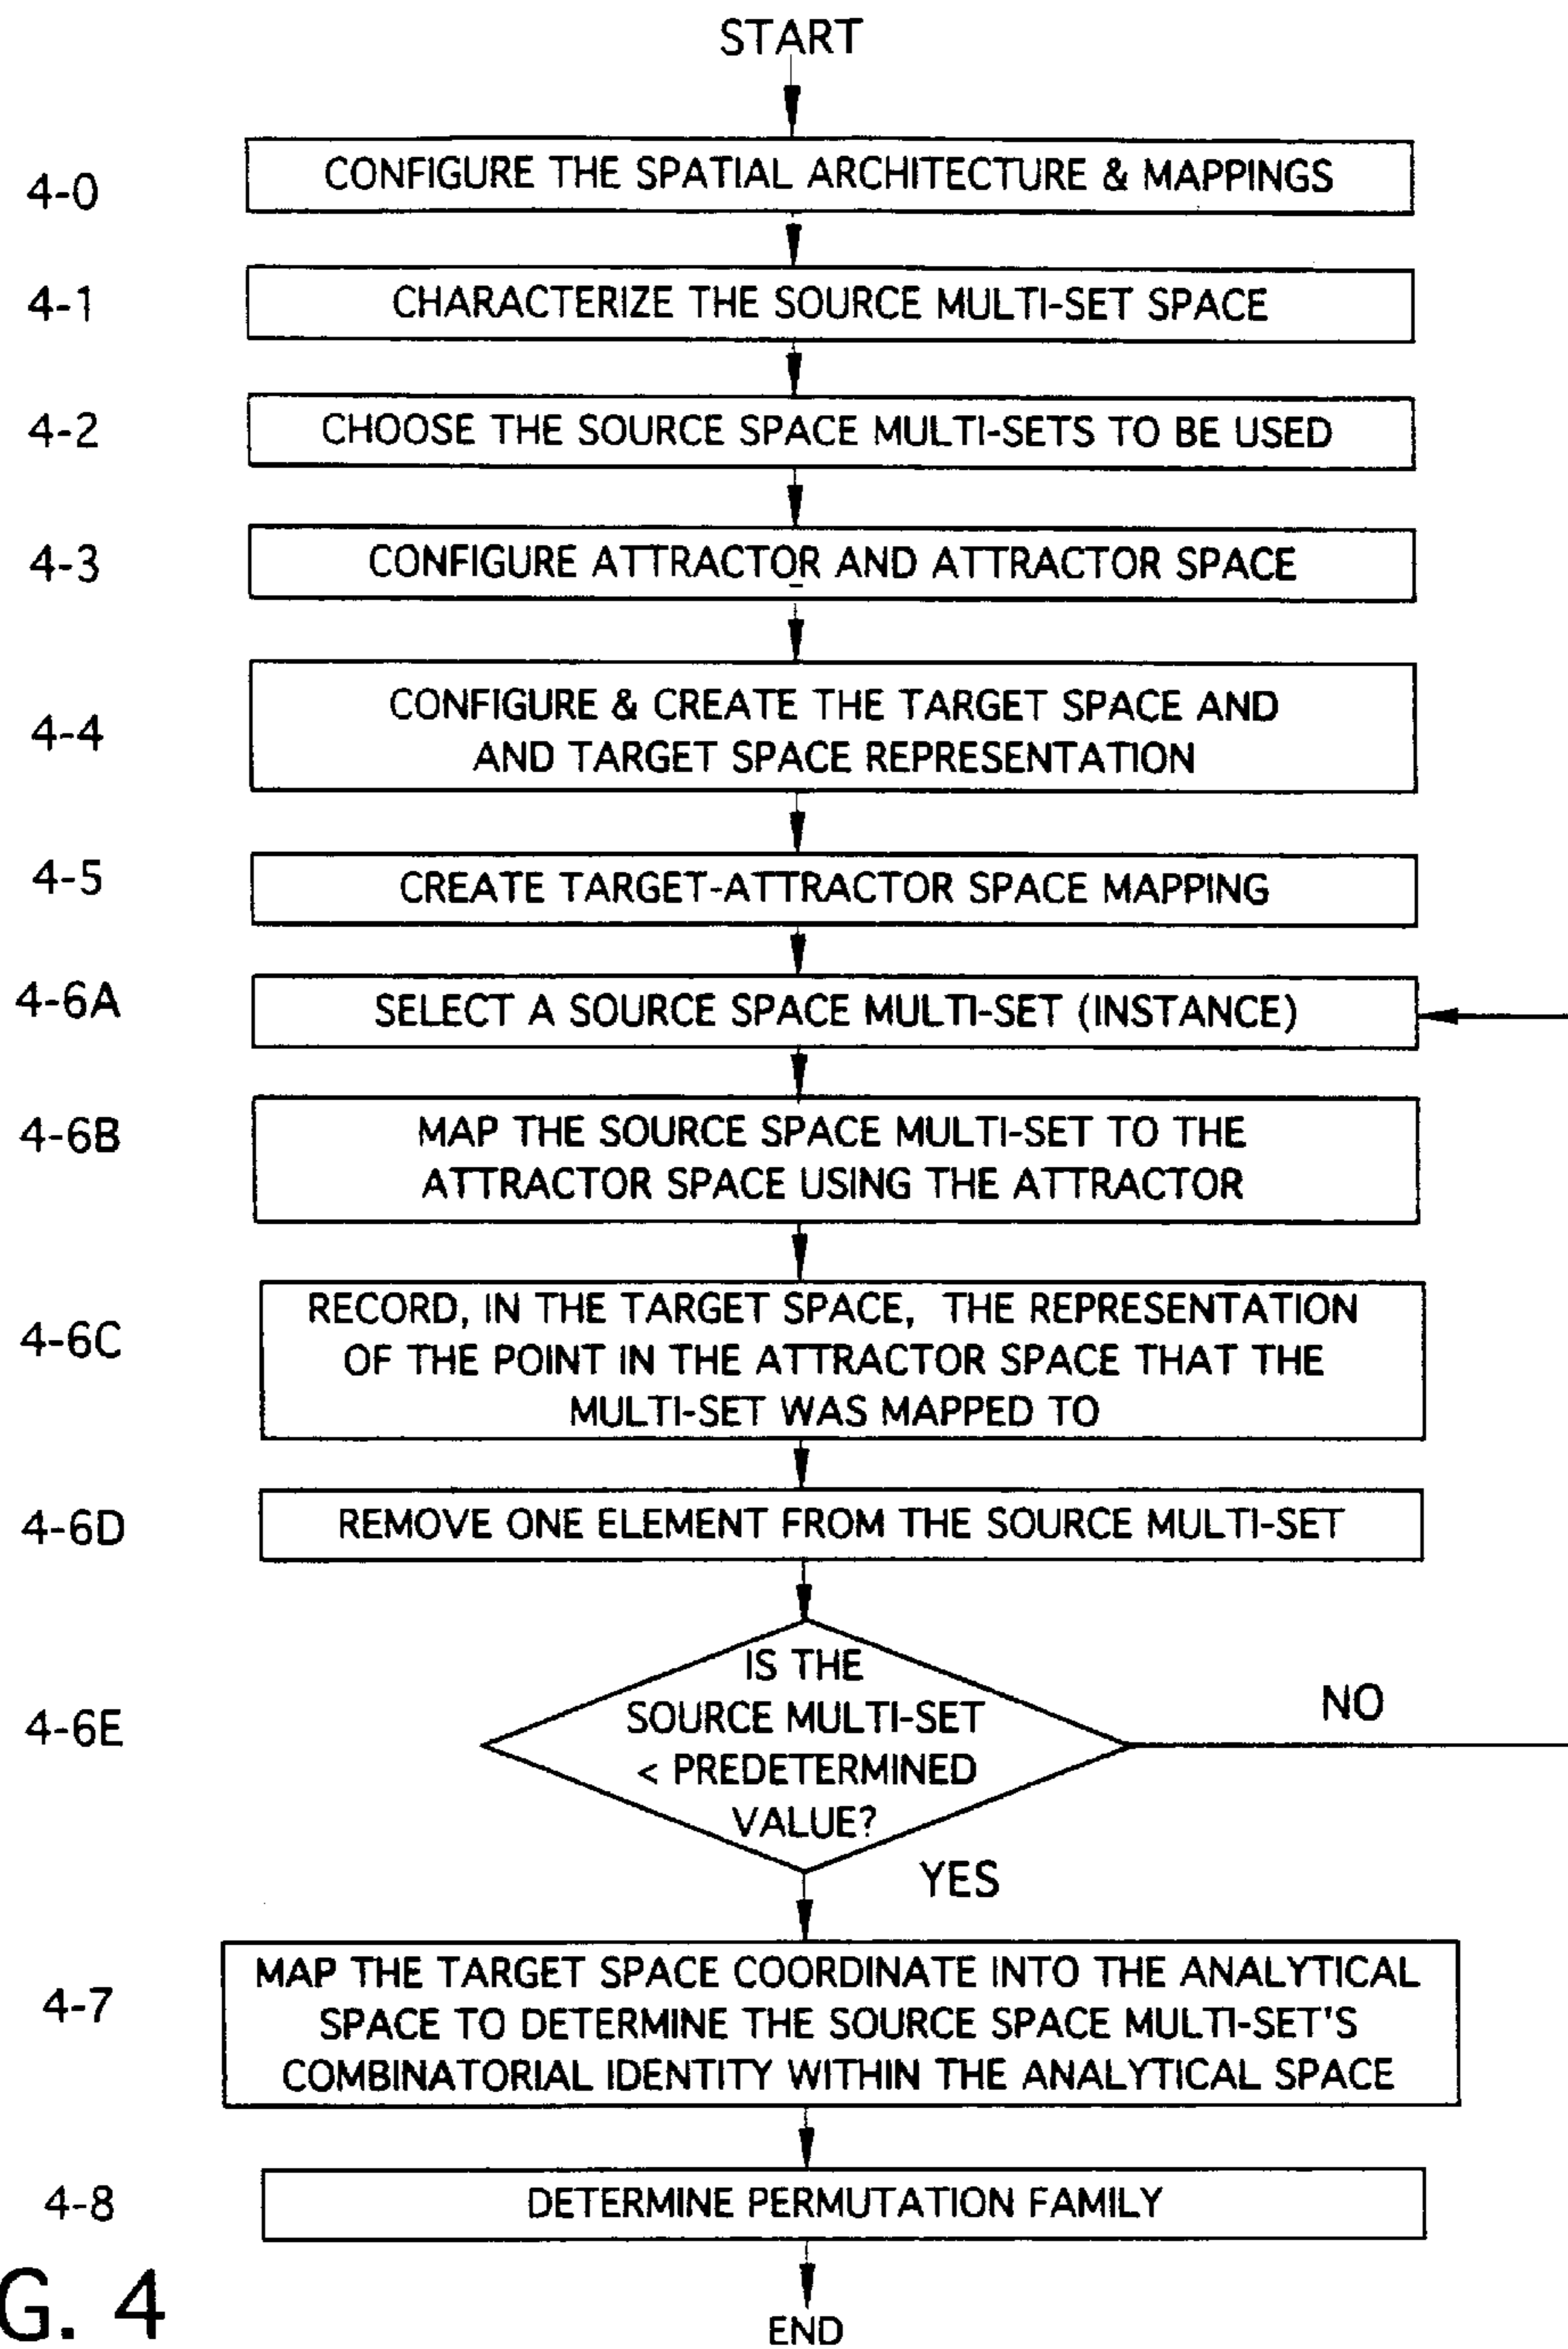 START
4-0
CONFIGURE THE SPATIAL ARCHITECTURE & MAPPINGS
4-1
CHARACTERIZE THE SOURCE MULTI-SET SPACE
4-2
CHOOSE THE SOURCE SPACE MULTI-SETS TO BE USED
4-3
CONFIGURE ATTRACTOR AND ATTRACTOR SPACE
4-4
CONFIGURE & CREATE THE TARGET SPACE AND
AND TARGET SPACE REPRESENTATION
4-5
CREATE TARGET-ATTRACTOR SPACE MAPPING
4-6A
SELECT A SOURCE SPACE MULTI-SET (INSTANCE)
4-6B
MAP THE SOURCE SPACE MULTI-SET TO THE
ATTRACTOR SPACE USING THE ATTRACTOR
4-6C
RECORD, IN THE TARGET SPACE, THE REPRESENTATION
OF THE POINT IN THE ATTRACTOR SPACE THAT THE
MULTI-SET WAS MAPPED TO
4-6D
REMOVE ONE ELEMENT FROM THE SOURCE MULTI-SET
4-6E
IS THE
SOURCE MULTI-SET
< PREDETERMINED
VALUE?
NO
YES
4-7
MAP THE TARGET SPACE COORDINATE INTO THE ANALYTICAL
SPACE TO DETERMINE THE SOURCE SPACE MULTI-SET'S
COMBINATORIAL IDENTITY WITHIN THE ANALYTICAL SPACE
4-8
DETERMINE PERMUTATION FAMILY
END
G. 4